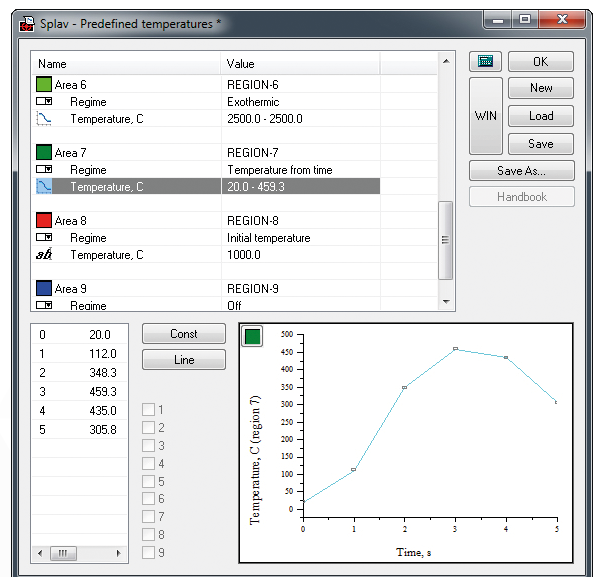 Splav - Predefined temperatures *
Name Value
Area 6 REGION-6
Regime Exothermic
Temperature, C 2500.0 - 2500.0
Area 7 REGION-7
Regime Temperature from time
Temperature, C 20.0 - 459.3
Area 8 REGION-8
Regime Initial temperature
ab Temperature, C 1000.0
Area 9 REGION-9
Regime Off
OK
New
WIN
Load
Save
Save As...
Handbook
0 20.0
1 112.0
2 348.3
3 459.3
4 435.0
5 305.8
Const
Line
1
2
3
4
5
6
7
8
9
Temperature, C (region 7)
500
450
400
350
300
250
200
150
100
50
0
0 1 2 3 4 5
Time, s